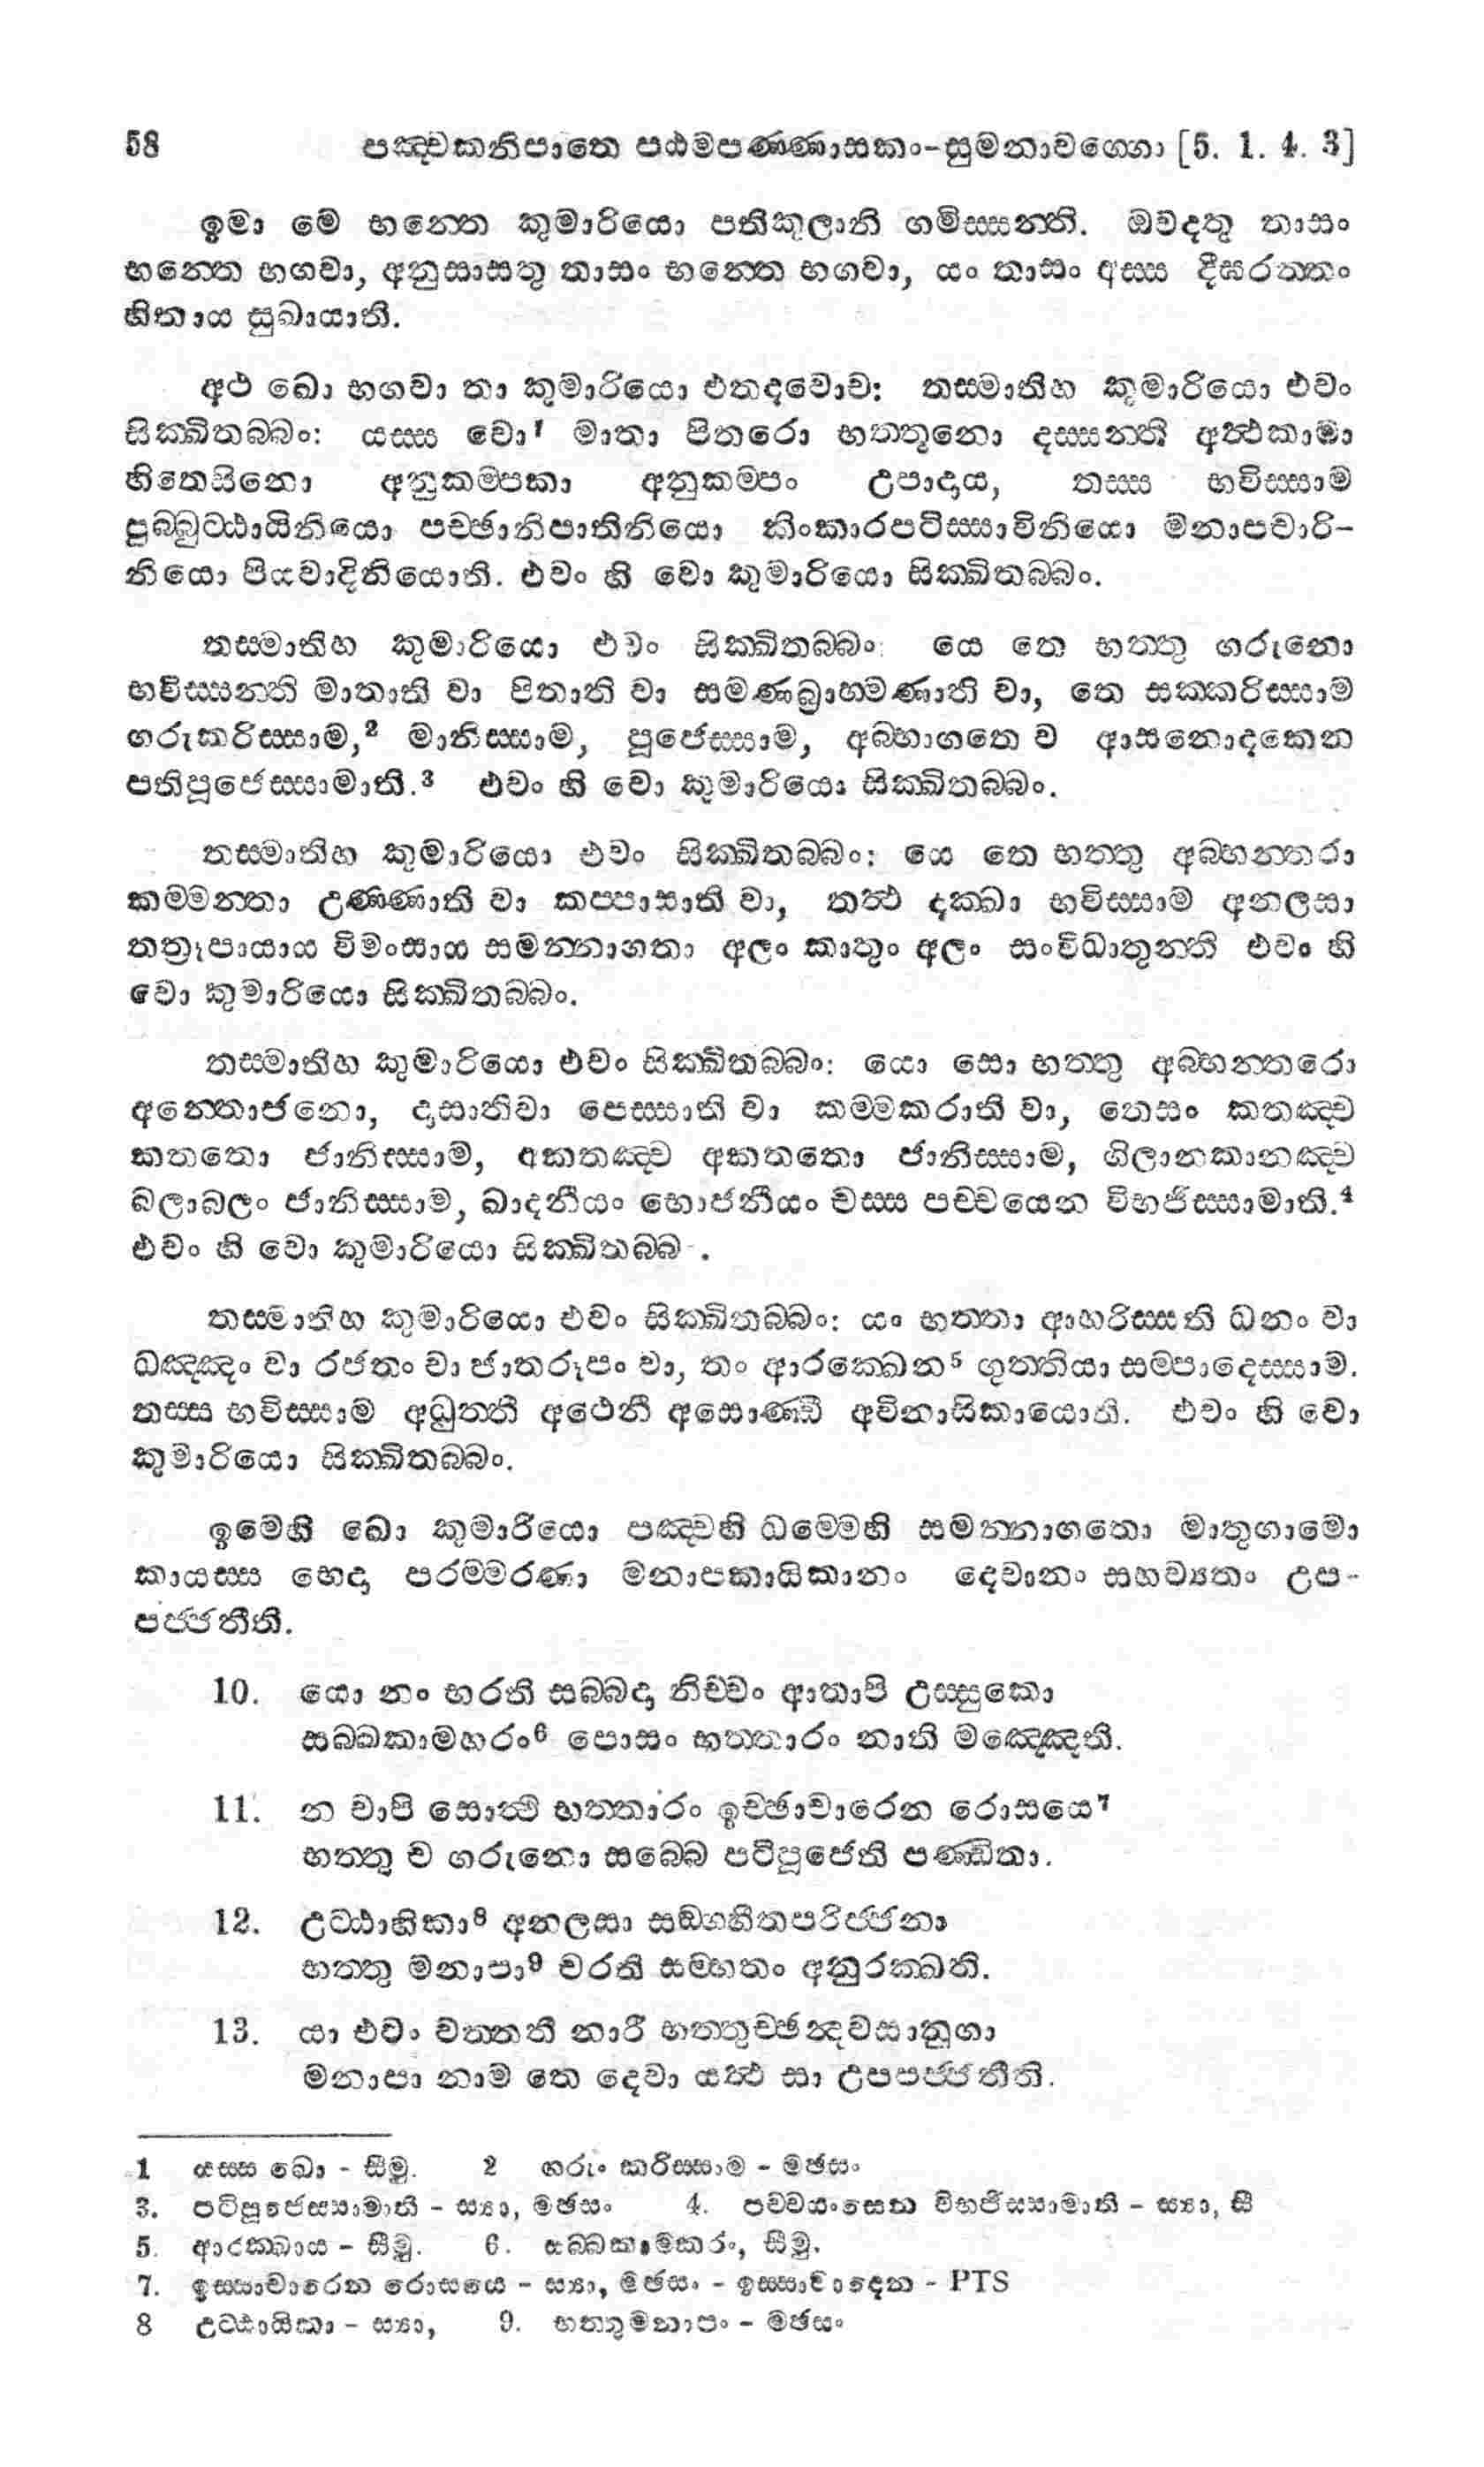 58 පඤ්චකනිපාතෙ පඨමපණ්ණාසකං-සුමනාවග්ගො [5. 1. 4. 3]
ඉමා මෙ භන්තෙ කුමාරියො පතිකුලානි ගමිස්සන්ති. ඔවදතු තාසං
භන්තෙ භගවා, අනුසාසතු තාසං භන්තෙ භගවා, යං තාසං අස්ස දීඝරත්තං
හිතාය සුඛායාති.
අථ ඛො භගවා තා කුමාරියො එතදවොච: තස්මාතිහ කුමාරියො එවං
සික්ඛිතබ්බං: යස්ස වො¹ මාතා පිතරො භත්තුනො දස්සන්ති අත්ථකාමා
හිතෙසිනො අනුකම්පකා අනුකම්පං උපාදාය, තස්ස භවිස්සාම
පුබ්බුට්ඨායිනියො පච්ඡානිපාතිනියො කිංකාරපටිස්සාවිනියො මනාපචාරි-
නියො පියවාදිනියොති. එවං හි වො කුමාරියො සික්ඛිතබ්බං.
තස්මාතිහ කුමාරියො එවං සික්ඛිතබ්බං: යෙ තෙ භත්තු ගරුනො
භවිස්සන්ති මාතාති වා පිතාති වා සමණබ්‍රාහ්මණාති වා, තෙ සක්කරිස්සාම
ගරුකරිස්සාම,² මානිස්සාම, පූජෙස්සාම, අබ්භාගතෙ ච ආසනොදකෙන
පතිපූජෙස්සාමාති.³ එවං හි වො කුමාරියො සික්ඛිතබ්බං.
තස්මාතිහ කුමාරියො එවං සික්ඛිතබ්බං: යෙ තෙ භත්තු අබ්භන්තරා
කම්මන්තා උණ්ණාති වා කප්පාසාති වා, තත්ථ දක්ඛා භවිස්සාම අනලසා
තත්‍රැපායාය විමංසාය සමන්නාගතා අලං කාතුං අලං සංවිධාතුන්ති එවං හි
වො කුමාරියො සික්ඛිතබ්බං.
තස්මාතිහ කුමාරියො එවං සික්ඛිතබ්බං: යො සො භත්තු අබ්භන්තරො
අන්තොජනො, දාසාතිවා පෙස්සාති වා කම්මකරාති වා, තෙසං කතඤ්ච
කතතො ජානිස්සාම, අකතඤ්ච අකතතො ජානිස්සාම, ගිලානකානඤ්ච
බලාබලං ජානිස්සාම, ඛාදනීයං භොජනීයං චස්ස පච්චයෙන විභජිස්සාමාති.⁴
එවං හි වො කුමාරියො සික්ඛිතබ්බ .
තස්මාතිහ කුමාරියො එවං සික්ඛිතබ්බං: යං භත්තා ආහරිස්සති ධනං වා
ධඤ්ඤං වා රජතං වා ජාතරූපං වා, තං ආරක්ඛෙන⁵ ගුත්තියා සම්පාදෙස්සාම.
තස්ස භවිස්සාම අධුත්තී අථෙනී අසොණ්ඩී අවිනාසිකායොති. එවං හි වො
කුමාරියො සික්ඛිතබ්බං.
ඉමෙහි ඛො කුමාරියො පඤ්චහි ධම්මෙහි සමන්නාගතො මාතුගාමො
කායස්ස භෙදා පරම්මරණා මනාපකායිකානං දෙවානං සහව්‍යතං උප-
පජ්ජතීති.
10. යො නං භරති සබ්බදා නිච්චං ආතාපි උස්සුකො
සබ්බකාමහරං⁶ පොසං භත්තාරං නාති මඤ්ඤති.
11. න චාපි සොත්ථි භත්තාරං ඉච්ඡාචාරෙන රොසයෙ⁷
භත්තු ච ගරුනො සබ්බෙ පටිපූජෙති පණ්ඩිතා.
12. උට්ඨාහිකා⁸ අනලසා සඞ්ගහිතපරිජ්ජනා
භත්තු මනාපා⁹ චරති සම්භතං අනුරක්ඛති.
13. යා එවං වත්තතී නාරී භත්තුච්ඡන්දවසානුගා
මනාපා නාම තෙ දෙවා යත්ථ සා උපපජ්ජතීති.
1 යස්ස ඛො - සීමු. 2 ගරුං කරිස්සාම - මඡසං
3. පටිපූජෙස්සාමාති - ස්‍යා, මඡසං 4. පච්චයංසෙන විභජිස්සාමාති - ස්‍යා, සී
5. ආරක්ඛාය - සීමු. 6. සබ්බකාමකරං, සීමු.
7. ඉස්සාචාරෙන රොසයෙ - ස්‍යා, මඡසං - ඉස්සාවාදෙන - PTS
8 උට්ඨායිකා - ස්‍යා, 9. භත්තුමනාපං - මඡසං